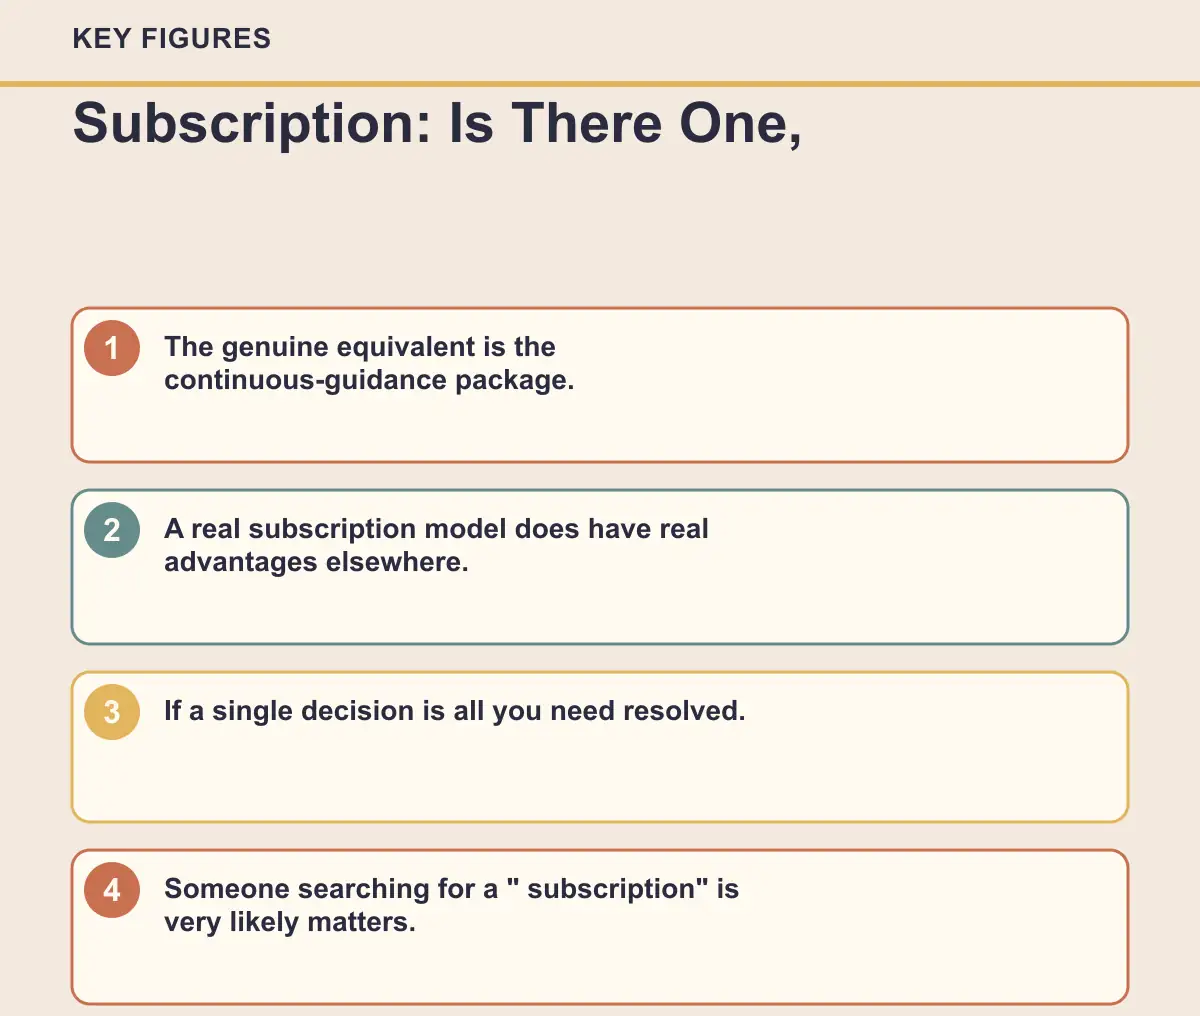 KEY FIGURES
Subscription: Is There One,
1
The genuine equivalent is the
continuous-guidance package.
2
A real subscription model does have real
advantages elsewhere.
3
If a single decision is all you need resolved.
4
Someone searching for a " subscription" is
very likely matters.